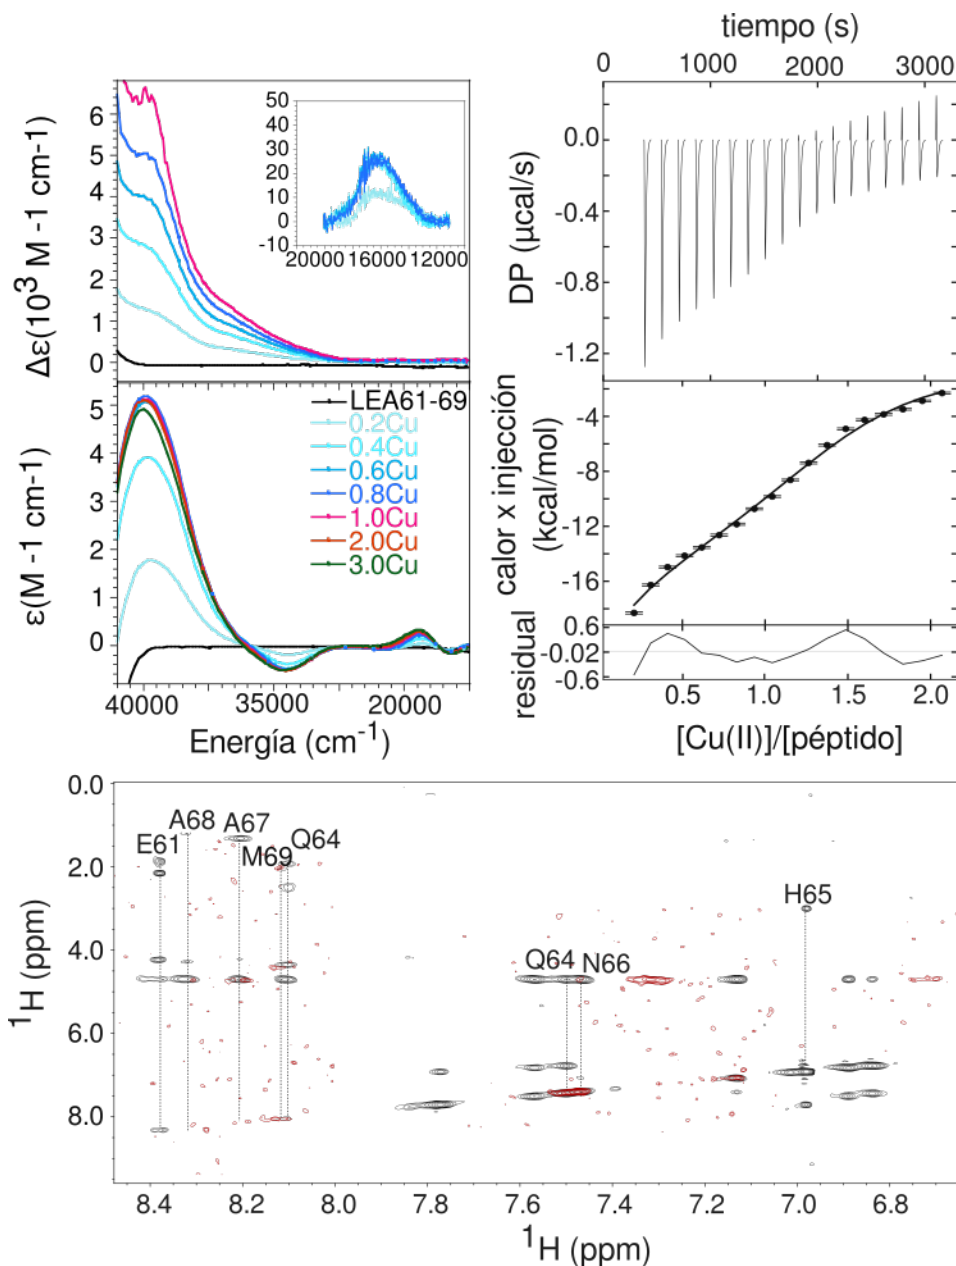 Δε(10³ M -1 cm-1)
6
5
4
3
2
1
0
50
40
30
20
10
0
-10
20000 16000 12000
ε(M -1 cm-1)
5
4
3
2
1
0
LEA61-69
0.2Cu
0.4Cu
0.6Cu
0.8Cu
1.0Cu
2.0Cu
3.0Cu
40000 35000 20000
Energía (cm⁻¹)
tiempo (s)
0 1000 2000 3000
DP (µcal/s)
0.0
-0.4
-0.8
-1.2
calor x injección
(kcal/mol)
-4
-8
-12
-16
residual
0.6
-0.02
-0.6
0.5 1.0 1.5 2.0
[Cu(II)]/[péptido]
¹H (ppm)
0.0
2.0
4.0
6.0
8.0
E61
A68
A67
M69
Q64
Q64
N66
H65
8.4 8.2 8.0 7.8 7.6 7.4 7.2 7.0 6.8
¹H (ppm)